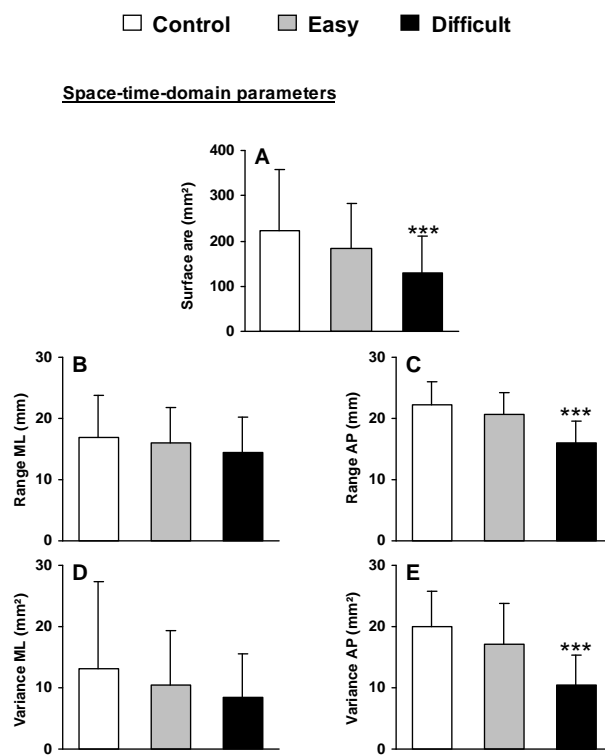 Control Easy Difficult
Space-time-domain parameters
A
Surface are (mm²)
400
300
200
100
0
***
B
Range ML (mm)
30
20
10
0
C
Range AP (mm)
30
20
10
0
***
D
Variance ML (mm²)
30
20
10
0
E
Variance AP (mm²)
30
20
10
0
***